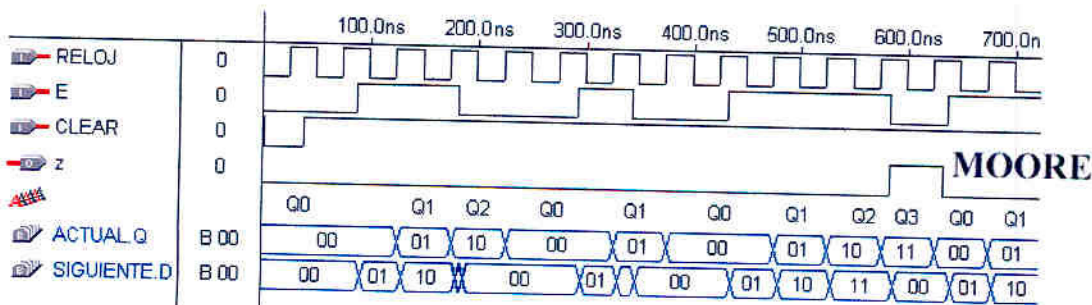 100.0ns 200.0ns 300.0ns 400.0ns 500.0ns 600.0ns 700.0n
RELOJ 0
E 0
CLEAR 0
z 0
MOORE
Q0 Q1 Q2 Q0 Q1 Q0 Q1 Q2 Q3 Q0 Q1
ACTUAL.Q B 00 00 01 10 00 01 00 01 10 11 00 01
SIGUIENTE.D B 00 00 01 10 00 01 00 01 10 11 00 01 10